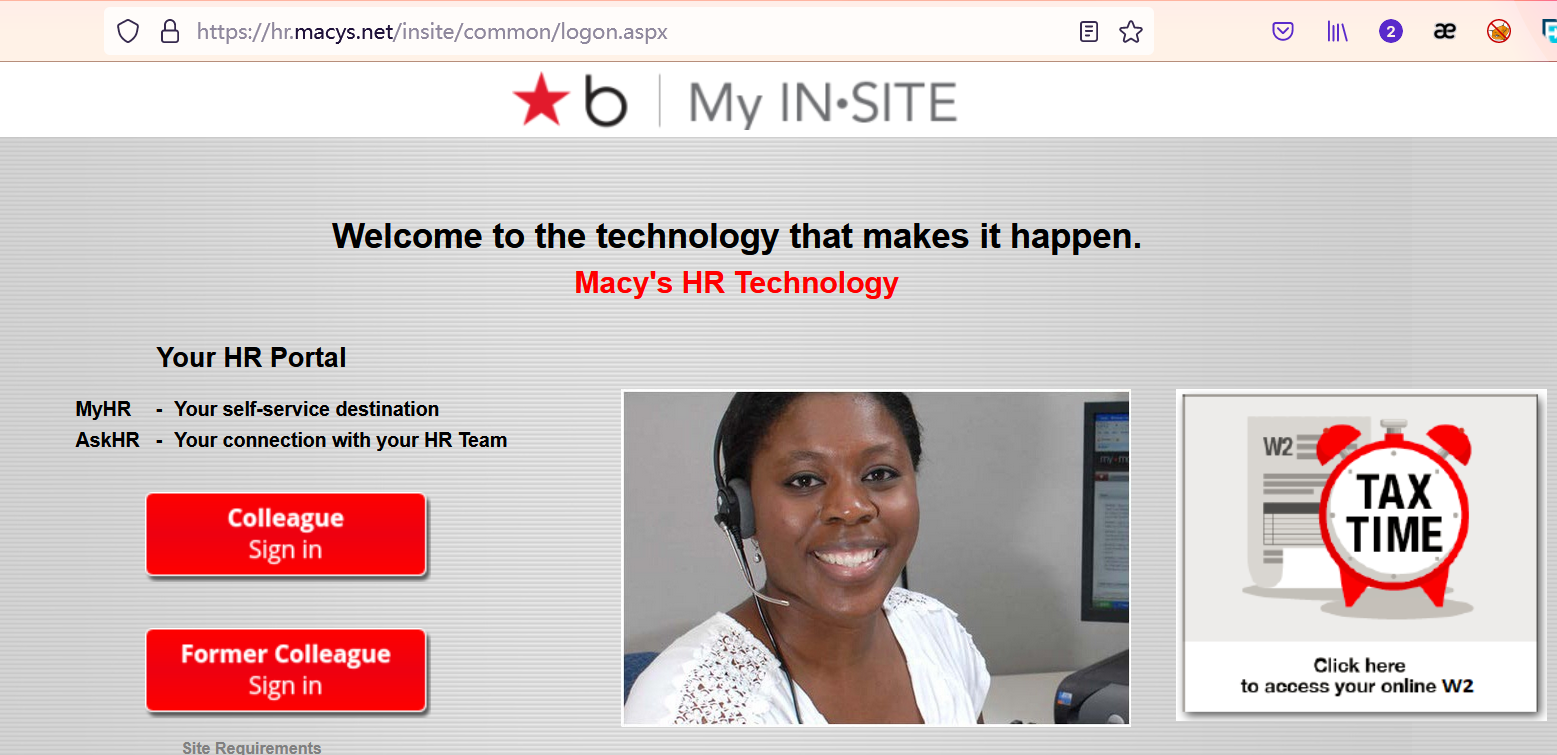 https://hr.macys.net/insite/common/logon.aspx
2
æ
b | My IN•SITE
Welcome to the technology that makes it happen.
Macy's HR Technology
Your HR Portal
MyHR - Your self-service destination
AskHR - Your connection with your HR Team
Colleague
Sign in
Former Colleague
Sign in
Site Requirements
W2
TAX
TIME
Click here
to access your online W2